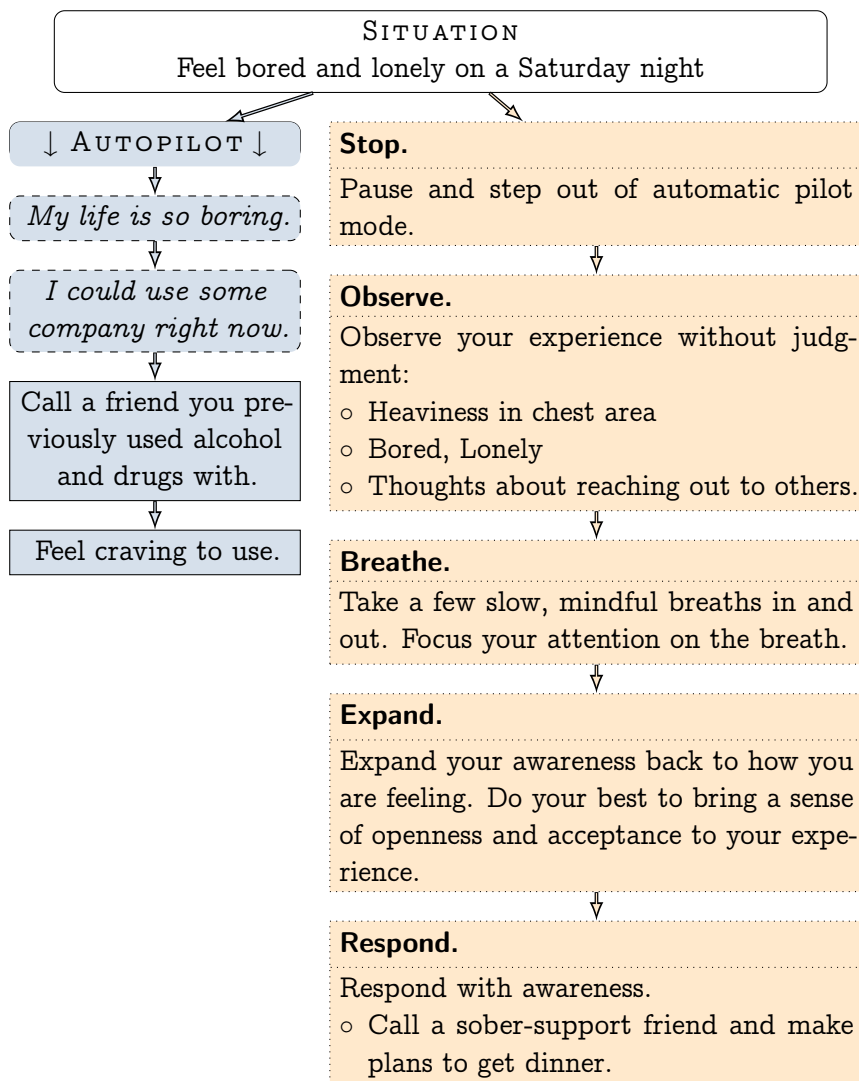 SITUATION
Feel bored and lonely on a Saturday night
↓ AUTOPILOT ↓
My life is so boring.
I could use some
company right now.
Call a friend you pre-
viously used alcohol
and drugs with.
Feel craving to use.
Stop.
Pause and step out of automatic pilot
mode.
Observe.
Observe your experience without judg-
ment:
◦ Heaviness in chest area
◦ Bored, Lonely
◦ Thoughts about reaching out to others.
Breathe.
Take a few slow, mindful breaths in and
out. Focus your attention on the breath.
Expand.
Expand your awareness back to how you
are feeling. Do your best to bring a sense
of openness and acceptance to your expe-
rience.
Respond.
Respond with awareness.
◦ Call a sober-support friend and make
plans to get dinner.